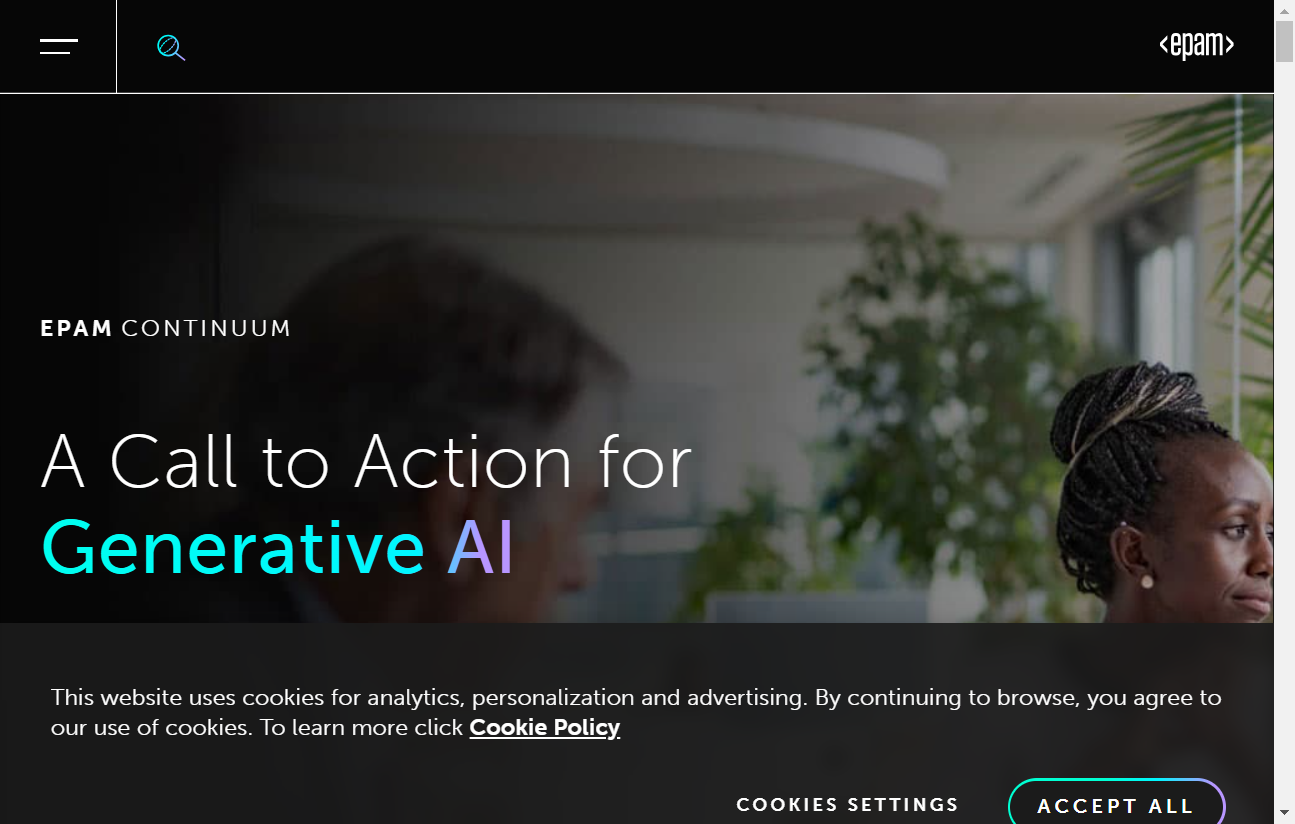 <epam>
EPAM CONTINUUM
A Call to Action for
Generative AI
This website uses cookies for analytics, personalization and advertising. By continuing to browse, you agree to
our use of cookies. To learn more click Cookie Policy
COOKIES SETTINGS
ACCEPT ALL